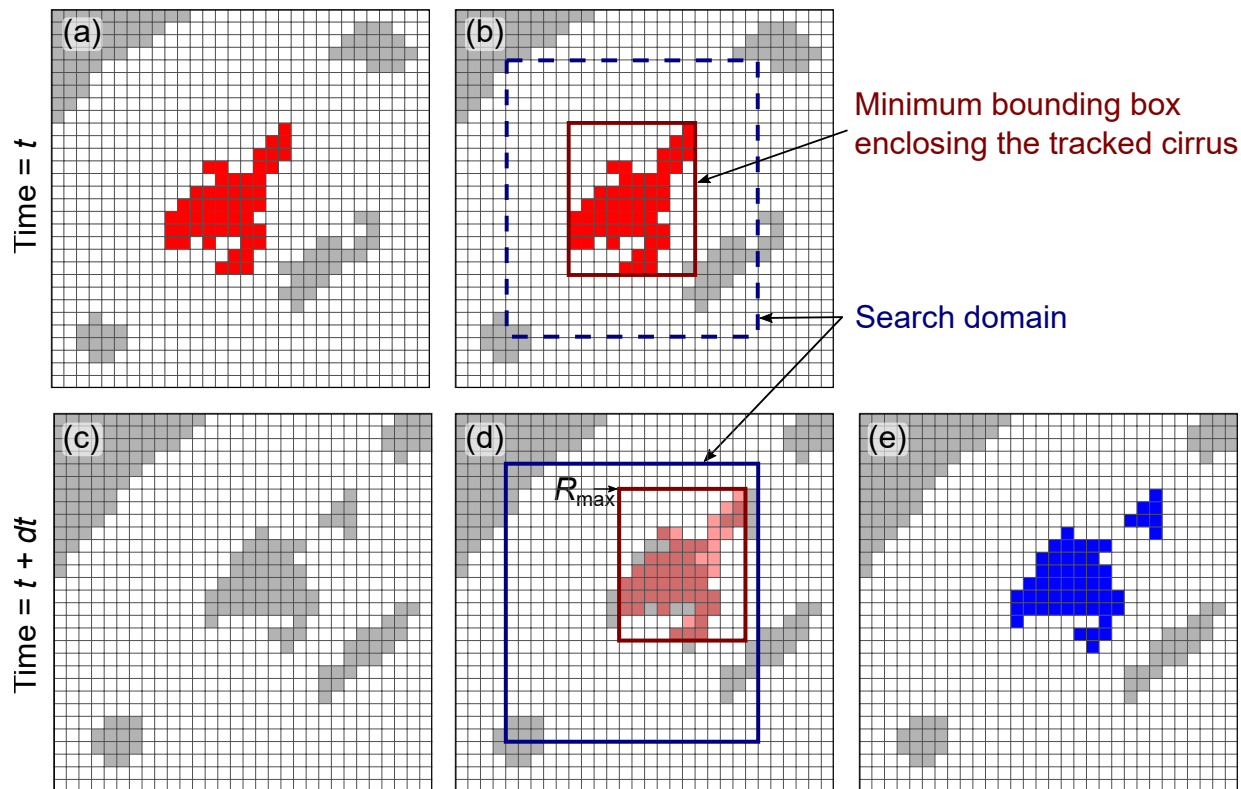 (a)
(b)
Time = t
Minimum bounding box
enclosing the tracked cirrus
Search domain
(c)
(d)
(e)
Rmax
Time = t + dt